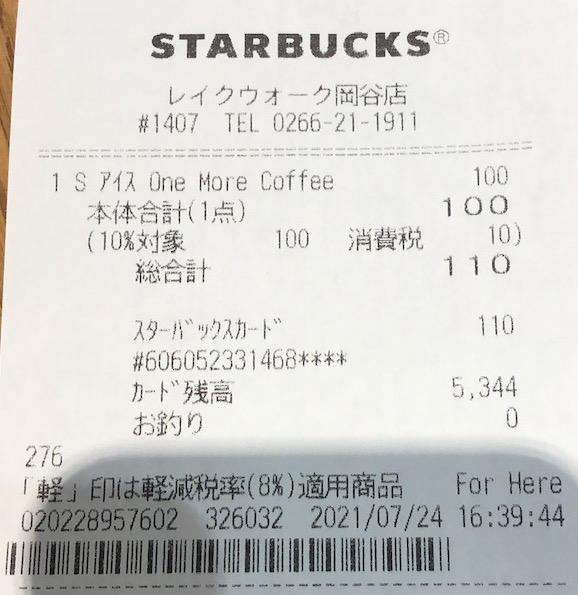 STARBUCKS®
レイクウォーク岡谷店
#1407 TEL 0266-21-1911
1 S アイス One More Coffee 100
本体合計(1点) 100
(10%対象 100 消費税 10)
総合計 110
スターバックスカード 110
#606052331468****
カード残高 5,344
お釣り 0
276
「軽」印は軽減税率(8%)適用商品 For Here
020228957602 326032 2021/07/24 16:39:44